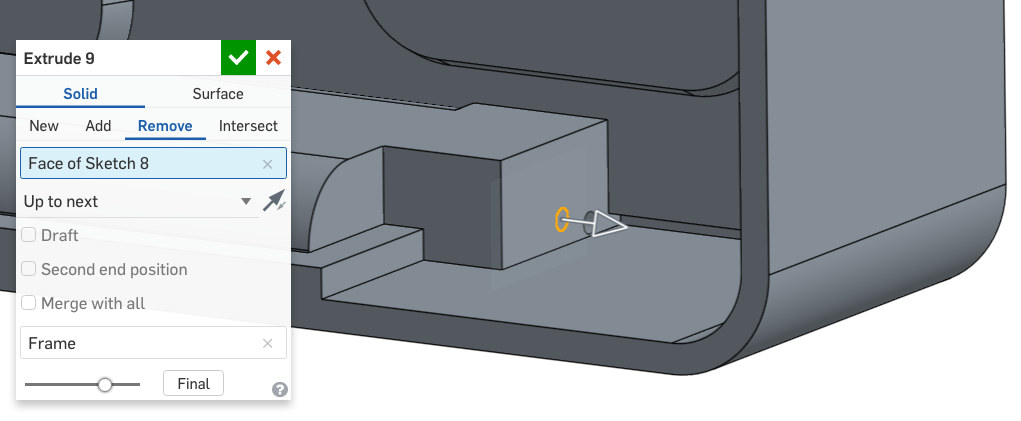 Extrude 9
Solid Surface
New Add Remove Intersect
Face of Sketch 8
Up to next
Draft
Second end position
Merge with all
Frame
Final
?